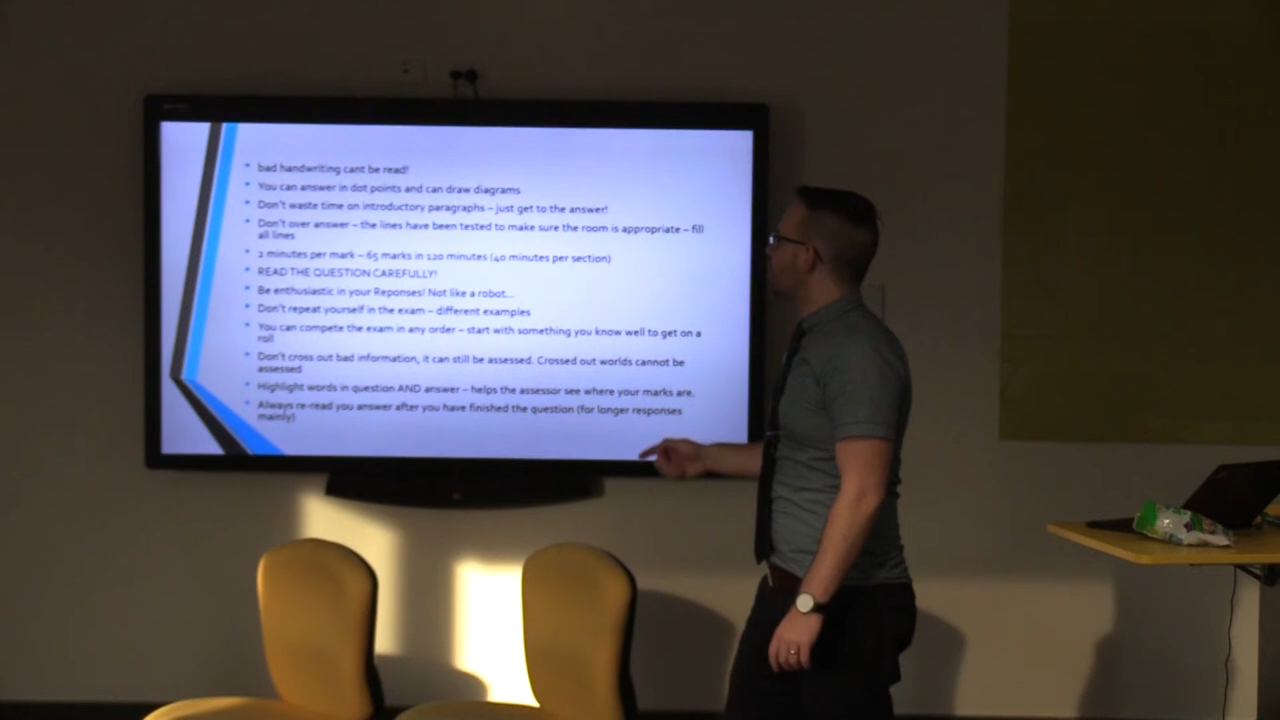 bad handwriting cant be read!
You can answer in dot points and can draw diagrams
Don't waste time on introductory paragraphs – just get to the answer!
Don't over answer – the lines have been tested to make sure the room is appropriate – fill
all lines
2 minutes per mark – 65 marks in 120 minutes (40 minutes per section)
READ THE QUESTION CAREFULLY!
Be enthusiastic in your Reponses! Not like a robot...
Don't repeat yourself in the exam – different examples
You can compete the exam in any order – start with something you know well to get on a
roll
Don't cross out bad information, it can still be assessed. Crossed out worlds cannot be
assessed
Highlight words in question AND answer – helps the assessor see where your marks are.
Always re-read you answer after you have finished the question (for longer responses
mainly)